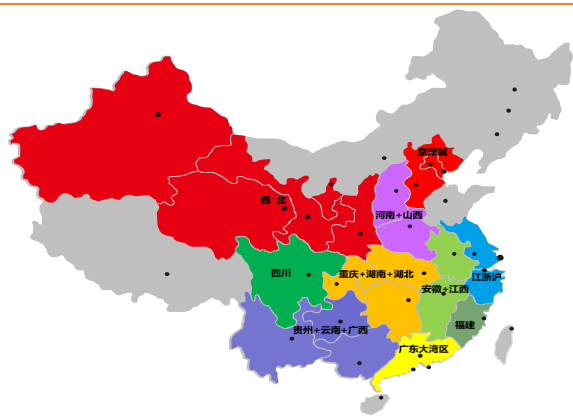 京津冀
西 北
河南+山西
四川
重庆+湖南+湖北
江浙沪
安徽+江西
福建
贵州+云南+广西
广东大湾区